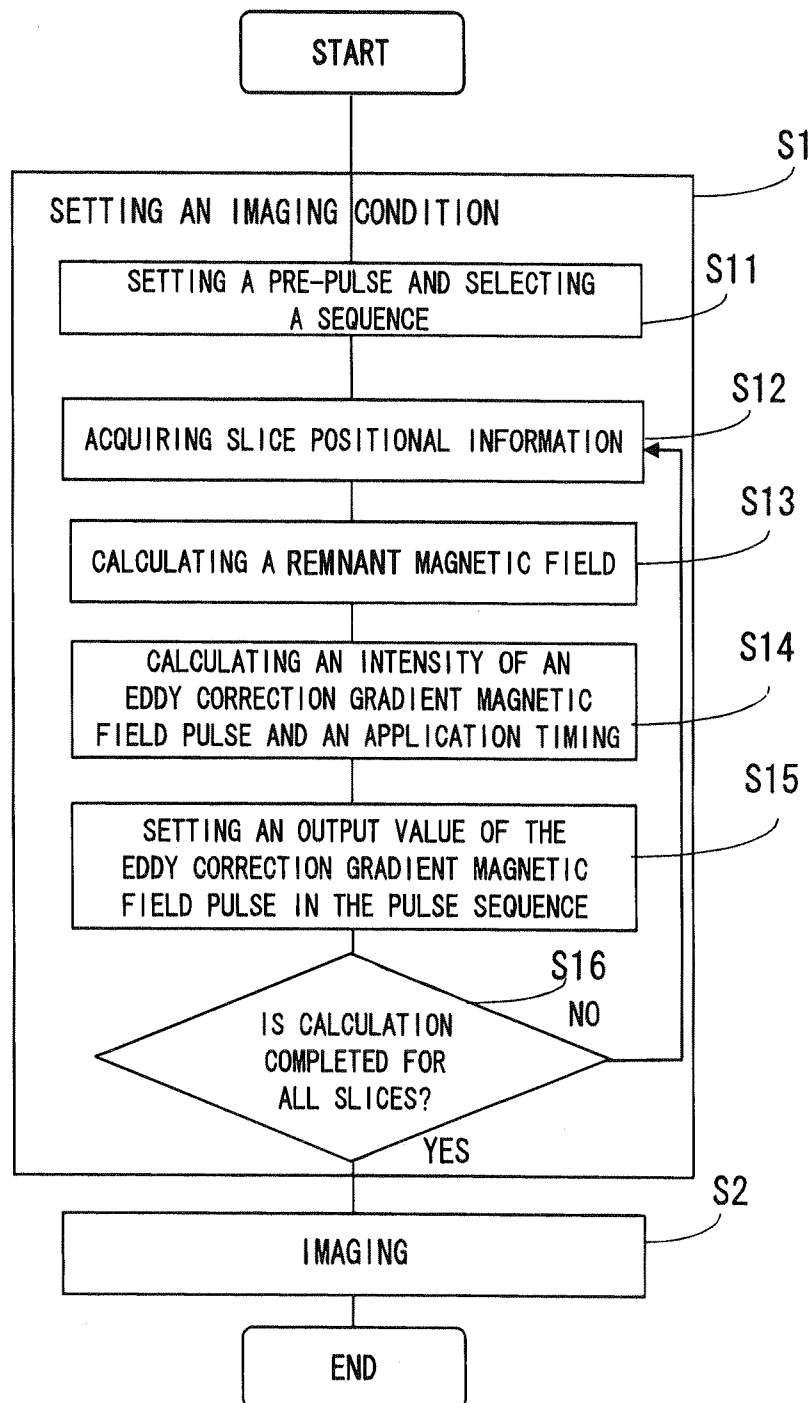 START
S1
SETTING AN IMAGING CONDITION
S11
SETTING A PRE-PULSE AND SELECTING
A SEQUENCE
S12
ACQUIRING SLICE POSITIONAL INFORMATION
S13
CALCULATING A REMNANT MAGNETIC FIELD
S14
CALCULATING AN INTENSITY OF AN
EDDY CORRECTION GRADIENT MAGNETIC
FIELD PULSE AND AN APPLICATION TIMING
S15
SETTING AN OUTPUT VALUE OF THE
EDDY CORRECTION GRADIENT MAGNETIC
FIELD PULSE IN THE PULSE SEQUENCE
S16
NO
IS CALCULATION
COMPLETED FOR
ALL SLICES?
YES
S2
IMAGING
END